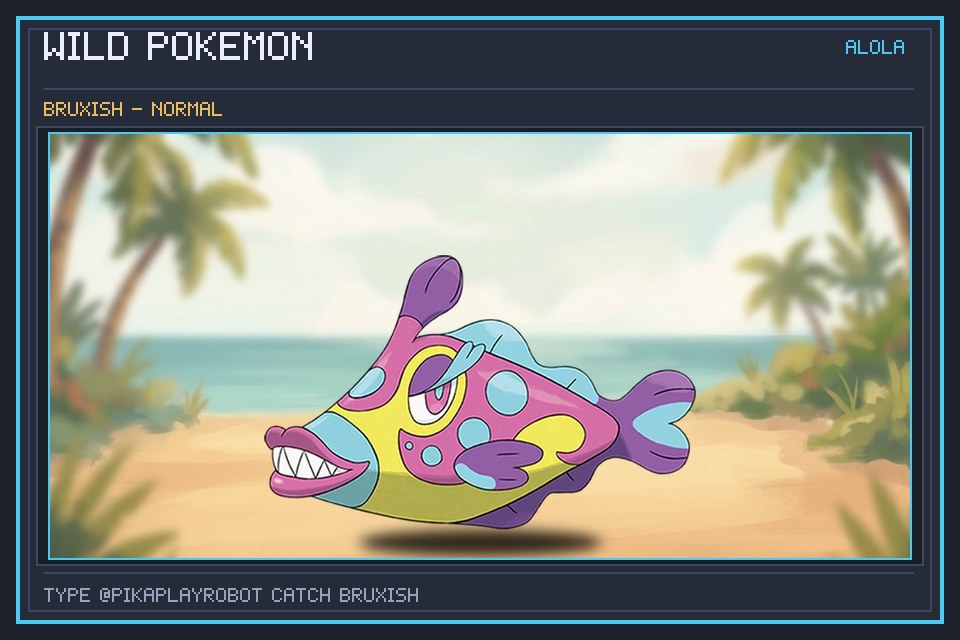 WILD POKEMON
ALOLA
BRUXISH - NORMAL
TYPE @PIKAPLAYROBOT CATCH BRUXISH